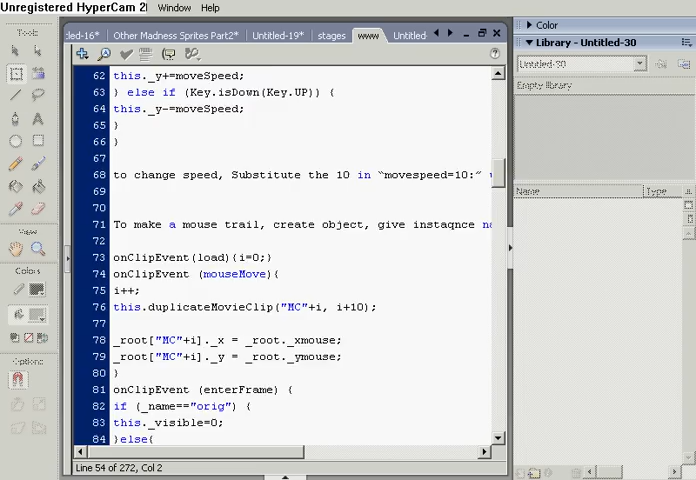 Unregistered HyperCam 2
Window Help
Tools
View
Colors
Options
led-16* Other Madness Sprites Part2* Untitled-19* stages www Untitled
62 this._y+=moveSpeed;
63 } else if (Key.isDown(Key.UP)) {
64 this._y-=moveSpeed;
65 }
66 }
67
68 to change speed, Substitute the 10 in "movespeed=10:"
69
70
71 To make a mouse trail, create object, give instaqnce na
72
73 onClipEvent(load){i=0;}
74 onClipEvent (mouseMove){
75 i++;
76 this.duplicateMovieClip("MC"+i, i+10);
77
78 _root["MC"+i]._x = _root._xmouse;
79 _root["MC"+i]._y = _root._ymouse;
80 }
81 onClipEvent (enterFrame) {
82 if (_name=="orig") {
83 this._visible=0;
84 }else{
Line 54 of 272, Col 2
Color
Library - Untitled-30
Untitled-30
Empty library
Name Type